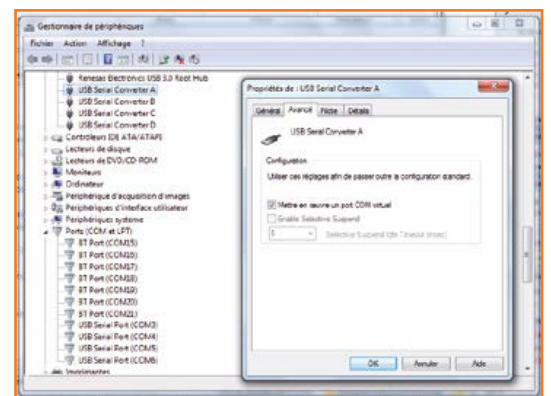 Gestionnaire de périphériques
Fichier Action Affichage ?
Renesas Electronics USB 3.0 Root Hub
USB Serial Converter A
USB Serial Converter B
USB Serial Converter C
USB Serial Converter D
Contrôleurs IDE ATA/ATAPI
Lecteurs de disque
Lecteurs de DVD/CD-ROM
Moniteurs
Ordinateur
Périphérique d'acquisition d'images
Périphériques d'interface utilisateur
Périphériques système
Ports (COM et LPT)
BT Port (COM15)
BT Port (COM16)
BT Port (COM17)
BT Port (COM18)
BT Port (COM19)
BT Port (COM20)
BT Port (COM21)
USB Serial Port (COM3)
USB Serial Port (COM4)
USB Serial Port (COM5)
USB Serial Port (COM6)
Imprimantes
Propriétés de : USB Serial Converter A
Général Avancé Pilote Détails
USB Serial Converter A
Configuration
Utiliser ces réglages afin de passer outre la configuration standard.
Mettre en œuvre un port COM virtuel
Enable Selective Suspend
5 Selective Suspend Idle Timeout (secs)
OK Annuler Aide